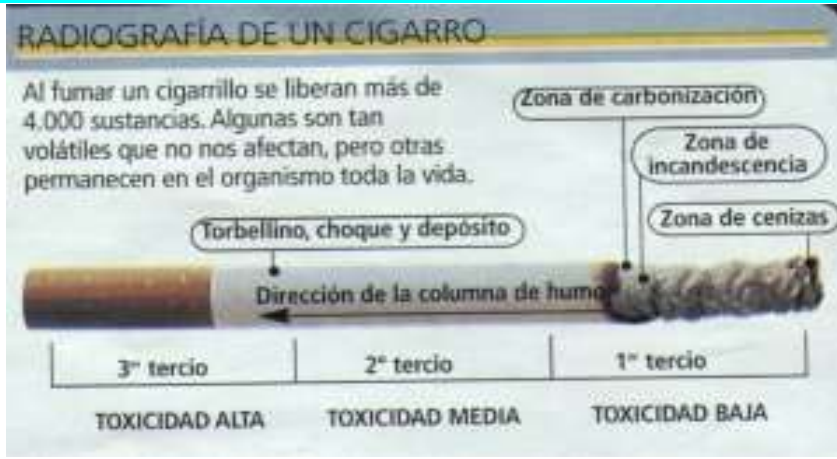 RADIOGRAFÍA DE UN CIGARRO
Al fumar un cigarrillo se liberan más de
4.000 sustancias. Algunas son tan
volátiles que no nos afectan, pero otras
permanecen en el organismo toda la vida.
Zona de carbonización
Zona de
incandescencia
Zona de cenizas
Torbellino, choque y depósito
Dirección de la columna de humo
3er tercio
2º tercio
1er tercio
TOXICIDAD ALTA
TOXICIDAD MEDIA
TOXICIDAD BAJA